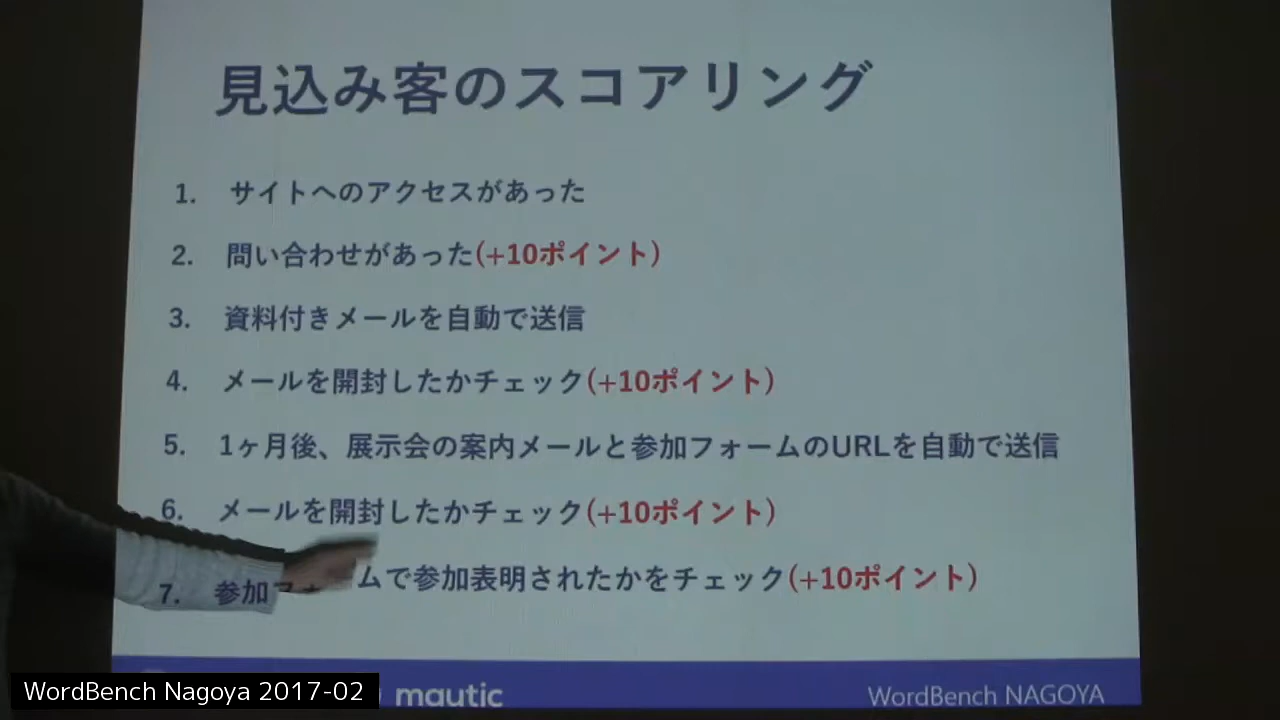 見込み客のスコアリング
1. サイトへのアクセスがあった
2. 問い合わせがあった(+10ポイント)
3. 資料付きメールを自動で送信
4. メールを開封したかチェック(+10ポイント)
5. 1ヶ月後、展示会の案内メールと参加フォームのURLを自動で送信
6. メールを開封したかチェック(+10ポイント)
7. 参加フォームで参加表明されたかをチェック(+10ポイント)
mautic
WordBench NAGOYA
WordBench Nagoya 2017-02